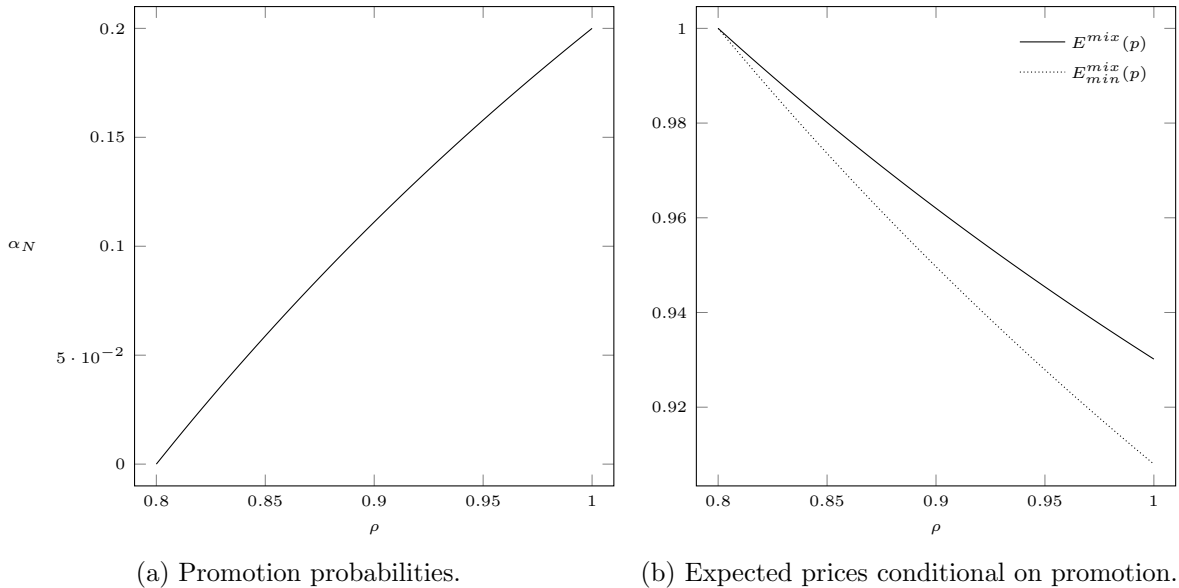 0.2
0.15
0.1
5 · 10⁻²
0
α_N
0.8 0.85 0.9 0.95 1
ρ
(a) Promotion probabilities.
1
0.98
0.96
0.94
0.92
E^{mix}(p)
E^{mix}_{min}(p)
0.8 0.85 0.9 0.95 1
ρ
(b) Expected prices conditional on promotion.